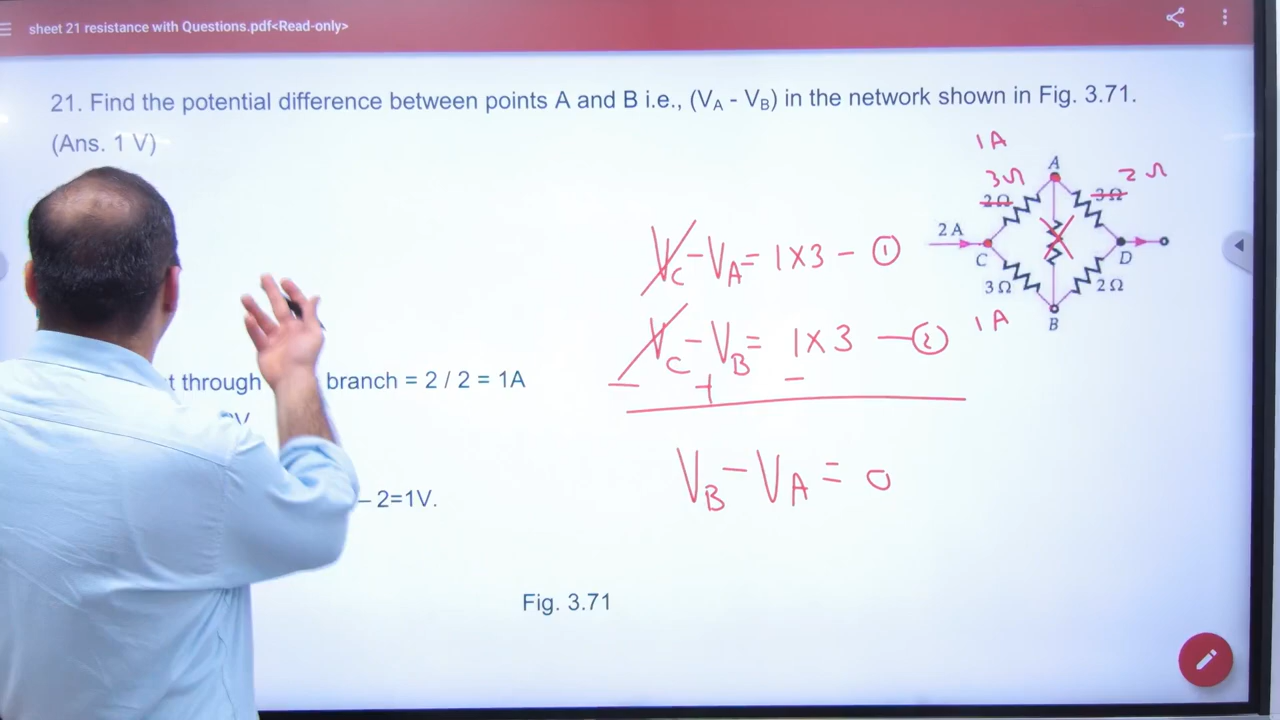 sheet 21 resistance with Questions.pdf<Read-only>
21. Find the potential difference between points A and B i.e., (VA - VB) in the network shown in Fig. 3.71.
(Ans. 1 V)
1A
A
3Ω
2Ω
2Ω
3Ω
2 A
C
D
3Ω
2Ω
1A
B
VC - VA = 1×3 - ①
VC - VB = 1×3 - ②
- + -
t through branch = 2 / 2 = 1A
VB - VA = 0
– 2=1V.
Fig. 3.71